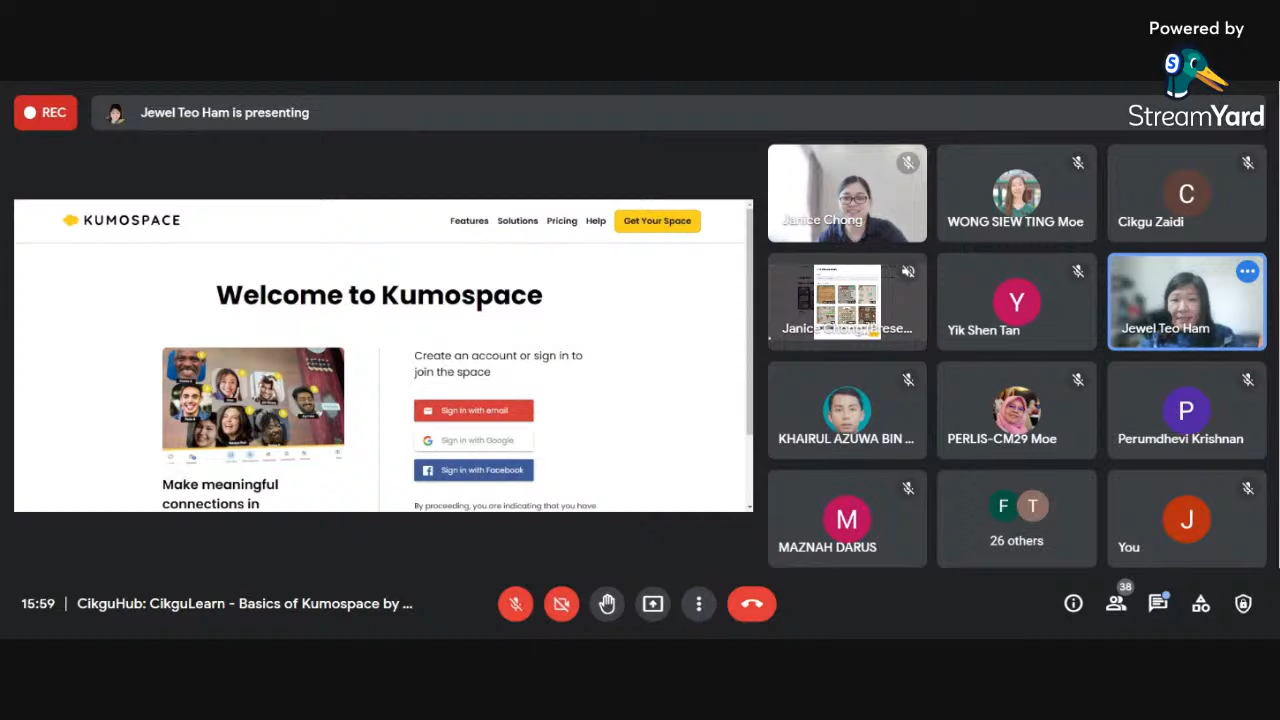 Powered by
S
StreamYard
REC
Jewel Teo Ham is presenting
KUMOSPACE
Features Solutions Pricing Help Get Your Space
Welcome to Kumospace
Make meaningful
connections in
Create an account or sign in to
join the space
Sign in with email
Sign in with Google
Sign in with Facebook
By proceeding, you are indicating that you have
Janice Chong
WONG SIEW TING Moe
C
Cikgu Zaidi
Janice Chong (Prese...
Y
Yik Shen Tan
Jewel Teo Ham
KHAIRUL AZUWA BIN ...
PERLIS-CM29 Moe
P
Perumdhevi Krishnan
M
MAZNAH DARUS
F T
26 others
J
You
15:59 | CikguHub: CikguLearn - Basics of Kumospace by ...
38